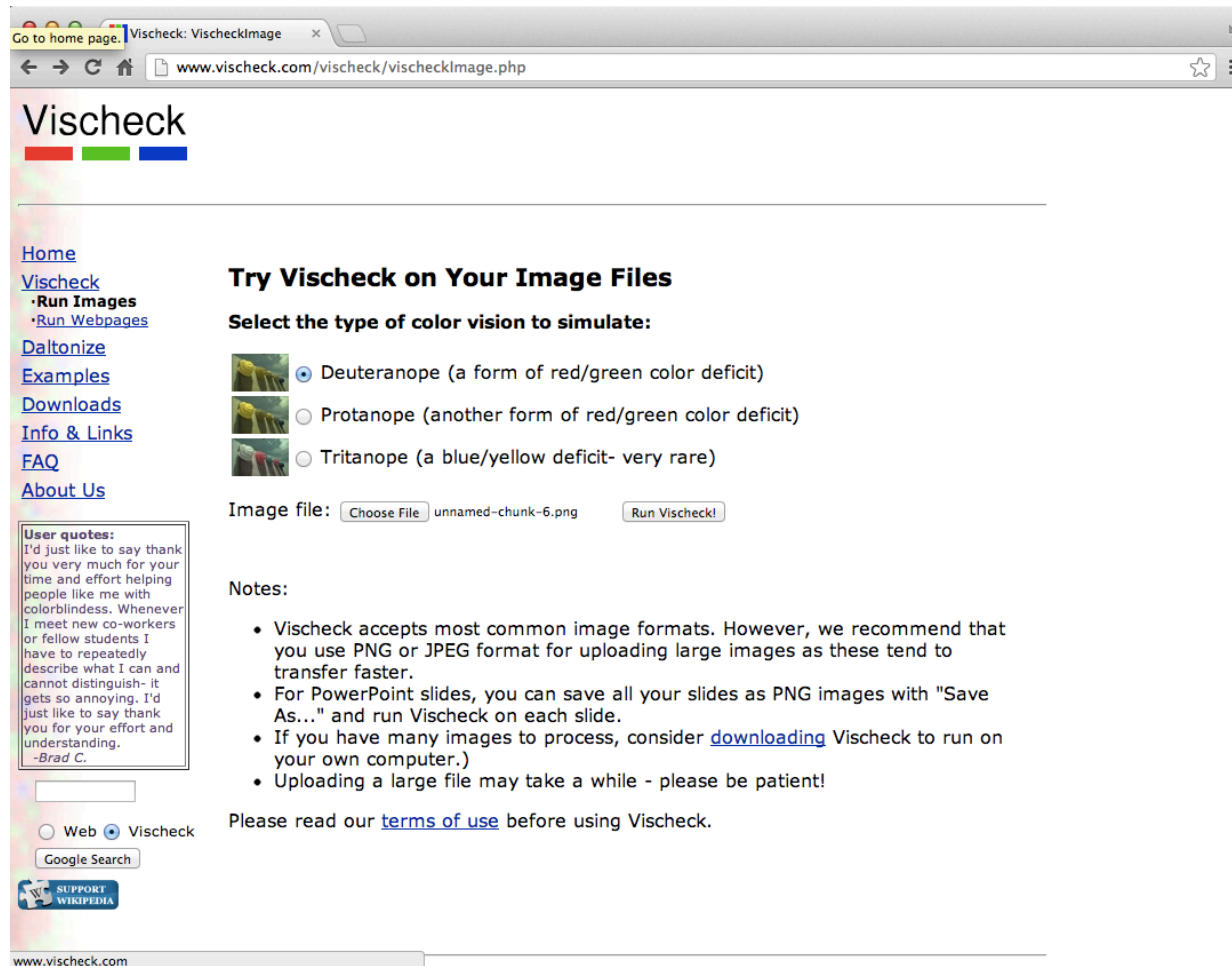 Go to home page.
Vischeck: VischeckImage
www.vischeck.com/vischeck/vischeckImage.php
Vischeck
Home
Vischeck
·Run Images
·Run Webpages
Daltonize
Examples
Downloads
Info & Links
FAQ
About Us
User quotes:
I'd just like to say thank
you very much for your
time and effort helping
people like me with
colorblindess. Whenever
I meet new co-workers
or fellow students I
have to repeatedly
describe what I can and
cannot distinguish- it
gets so annoying. I'd
just like to say thank
you for your effort and
understanding.
-Brad C.
Web Vischeck
Google Search
W SUPPORT
WIKIPEDIA
Try Vischeck on Your Image Files
Select the type of color vision to simulate:
Deuteranope (a form of red/green color deficit)
Protanope (another form of red/green color deficit)
Tritanope (a blue/yellow deficit- very rare)
Image file: Choose File unnamed-chunk-6.png Run Vischeck!
Notes:
• Vischeck accepts most common image formats. However, we recommend that
you use PNG or JPEG format for uploading large images as these tend to
transfer faster.
• For PowerPoint slides, you can save all your slides as PNG images with "Save
As..." and run Vischeck on each slide.
• If you have many images to process, consider downloading Vischeck to run on
your own computer.)
• Uploading a large file may take a while - please be patient!
Please read our terms of use before using Vischeck.
www.vischeck.com